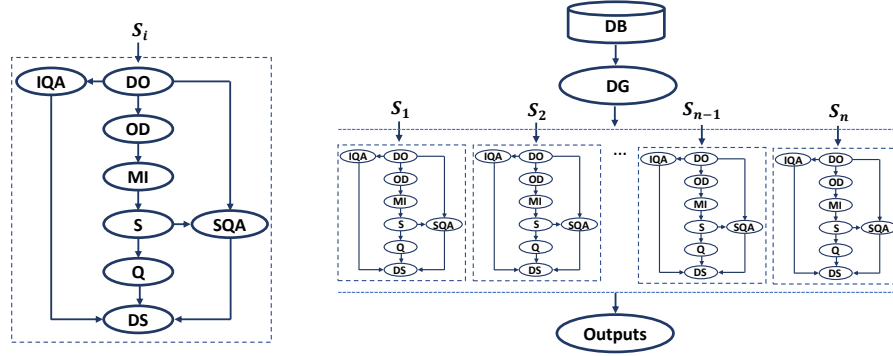 S_i
IQA DO
OD
MI
S SQA
Q
DS
DB
DG
S_1 S_2 S_{n-1} S_n
...
IQA DO IQA DO IQA DO IQA DO
OD OD OD OD
MI MI MI MI
S SQA S SQA S SQA S SQA
Q Q Q Q
DS DS DS DS
Outputs